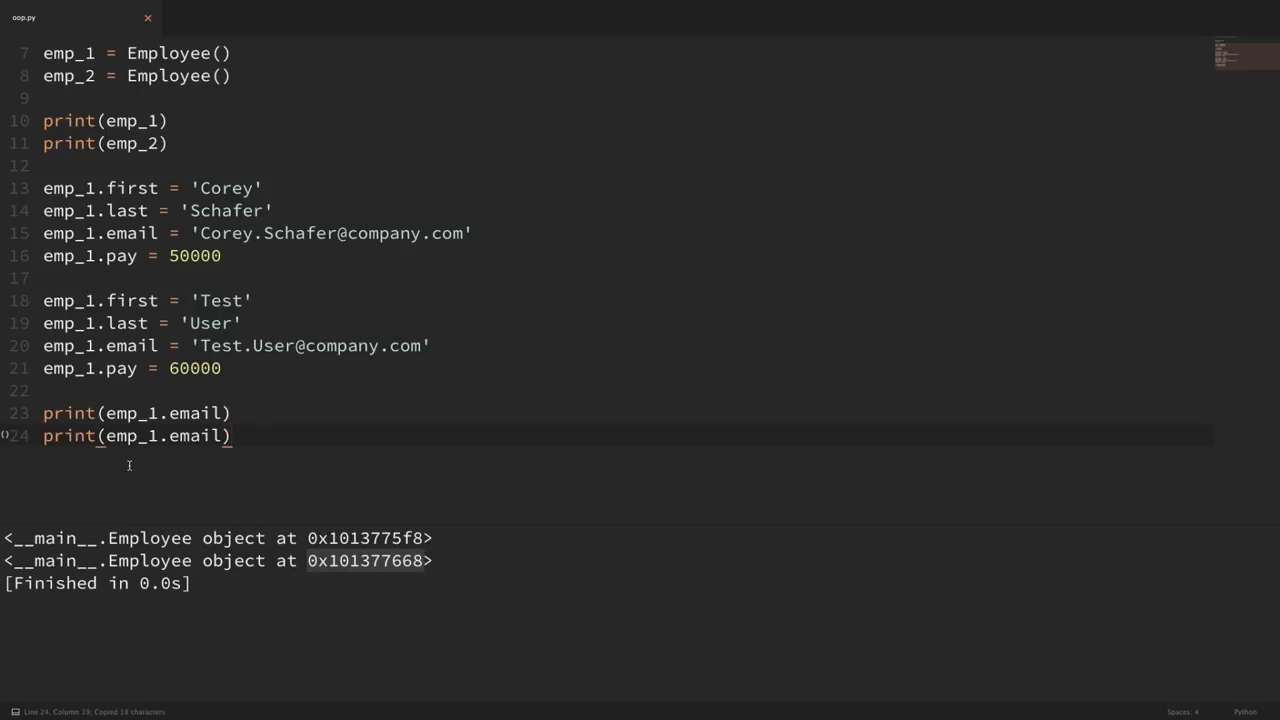 oop.py ×
7 emp_1 = Employee()
8 emp_2 = Employee()
9
10 print(emp_1)
11 print(emp_2)
12
13 emp_1.first = 'Corey'
14 emp_1.last = 'Schafer'
15 emp_1.email = 'Corey.Schafer@company.com'
16 emp_1.pay = 50000
17
18 emp_1.first = 'Test'
19 emp_1.last = 'User'
20 emp_1.email = 'Test.User@company.com'
21 emp_1.pay = 60000
22
23 print(emp_1.email)
()24 print(emp_1.email)
<__main__.Employee object at 0x1013775f8>
<__main__.Employee object at 0x101377668>
[Finished in 0.0s]
Line 24, Column 19; Copied 18 characters Spaces: 4 Python